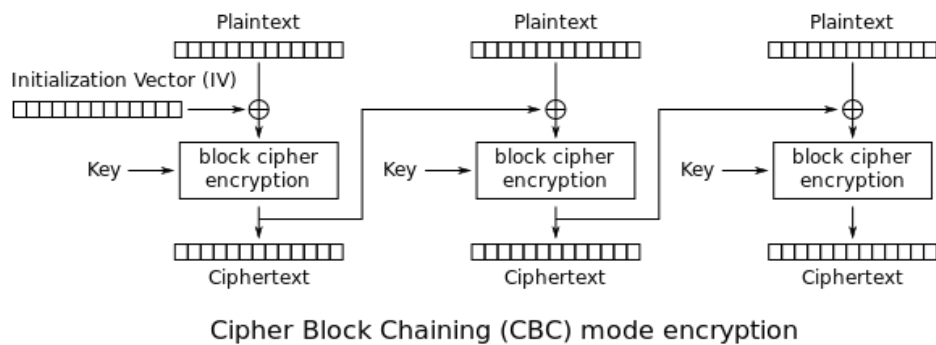 Plaintext
Plaintext
Plaintext
Initialization Vector (IV)
Key
block cipher
encryption
Key
block cipher
encryption
Key
block cipher
encryption
Ciphertext
Ciphertext
Ciphertext
Cipher Block Chaining (CBC) mode encryption